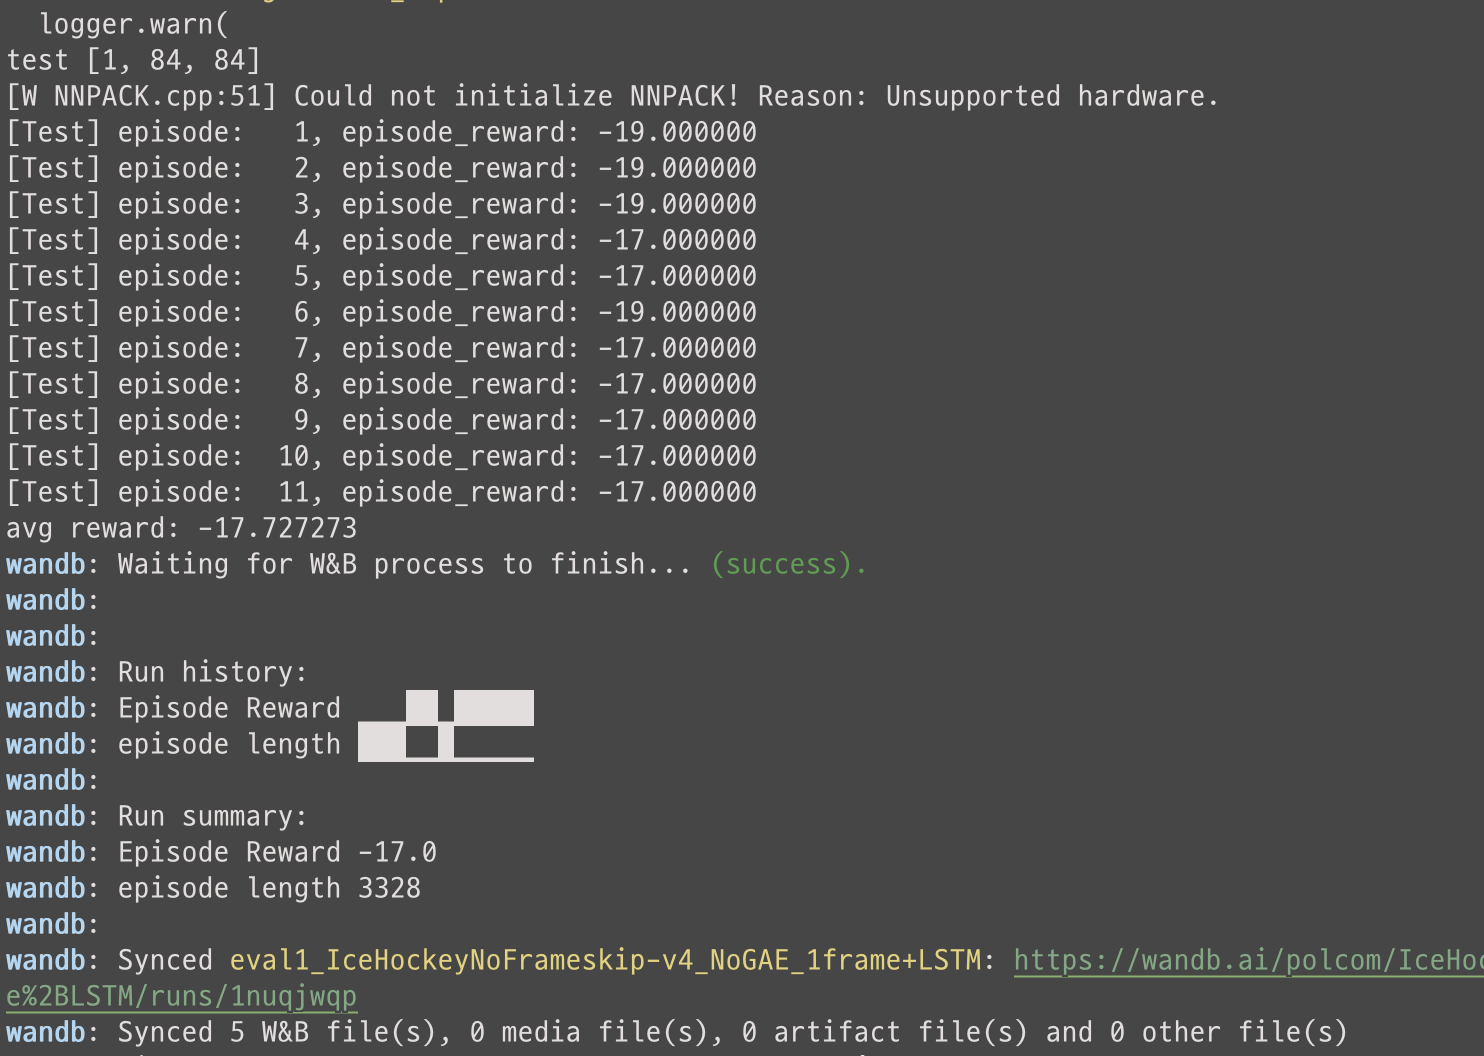 logger.warn(
test [1, 84, 84]
[W NNPACK.cpp:51] Could not initialize NNPACK! Reason: Unsupported hardware.
[Test] episode:   1, episode_reward: -19.000000
[Test] episode:   2, episode_reward: -19.000000
[Test] episode:   3, episode_reward: -19.000000
[Test] episode:   4, episode_reward: -17.000000
[Test] episode:   5, episode_reward: -17.000000
[Test] episode:   6, episode_reward: -19.000000
[Test] episode:   7, episode_reward: -17.000000
[Test] episode:   8, episode_reward: -17.000000
[Test] episode:   9, episode_reward: -17.000000
[Test] episode:  10, episode_reward: -17.000000
[Test] episode:  11, episode_reward: -17.000000
avg reward: -17.727273
wandb: Waiting for W&B process to finish... (success).
wandb:
wandb:
wandb: Run history:
wandb: Episode Reward
wandb: episode length
wandb:
wandb: Run summary:
wandb: Episode Reward -17.0
wandb: episode length 3328
wandb:
wandb: Synced eval1_IceHockeyNoFrameskip-v4_NoGAE_1frame+LSTM: https://wandb.ai/polcom/IceHoc
e%2BLSTM/runs/1nuqjwqp
wandb: Synced 5 W&B file(s), 0 media file(s), 0 artifact file(s) and 0 other file(s)